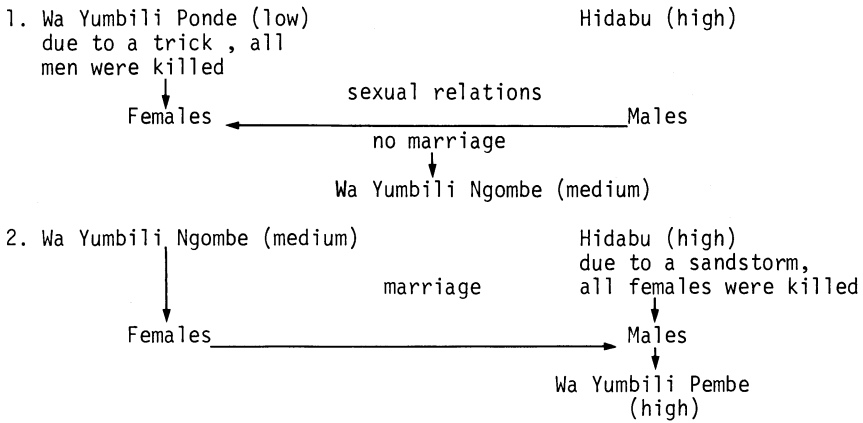 1. Wa Yumbili Ponde (low) Hidabu (high)
due to a trick , all
men were killed
sexual relations
Females Males
no marriage
Wa Yumbili Ngombe (medium)
2. Wa Yumbili Ngombe (medium) Hidabu (high)
due to a sandstorm,
marriage all females were killed
Females Males
Wa Yumbili Pembe
(high)